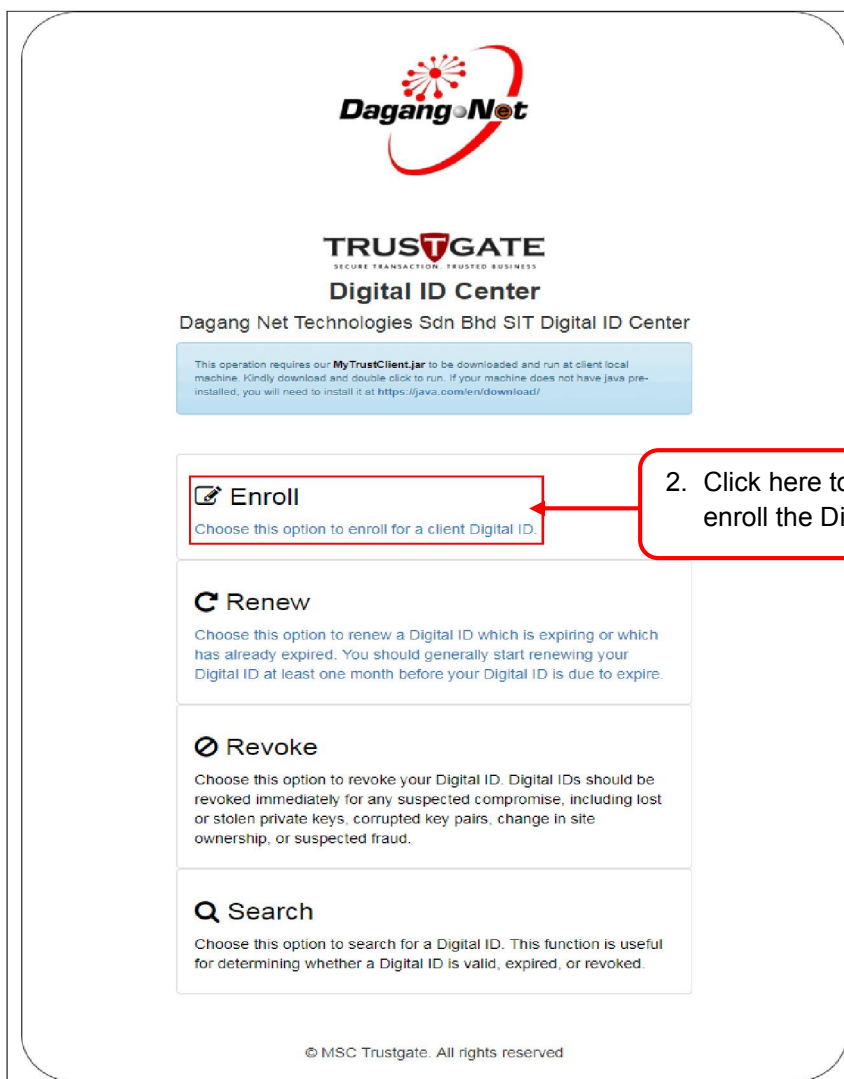 Dagang Net
TRUSTGATE
SECURE TRANSACTION. TRUSTED BUSINESS
Digital ID Center
Dagang Net Technologies Sdn Bhd SIT Digital ID Center
This operation requires our MyTrustClient.jar to be downloaded and run at client local
machine. Kindly download and double click to run. If your machine does not have java pre-
installed, you will need to install it at https://java.com/en/download/
Enroll
Choose this option to enroll for a client Digital ID.
2. Click here to
enroll the Di
Renew
Choose this option to renew a Digital ID which is expiring or which
has already expired. You should generally start renewing your
Digital ID at least one month before your Digital ID is due to expire.
Revoke
Choose this option to revoke your Digital ID. Digital IDs should be
revoked immediately for any suspected compromise, including lost
or stolen private keys, corrupted key pairs, change in site
ownership, or suspected fraud.
Search
Choose this option to search for a Digital ID. This function is useful
for determining whether a Digital ID is valid, expired, or revoked.
© MSC Trustgate. All rights reserved